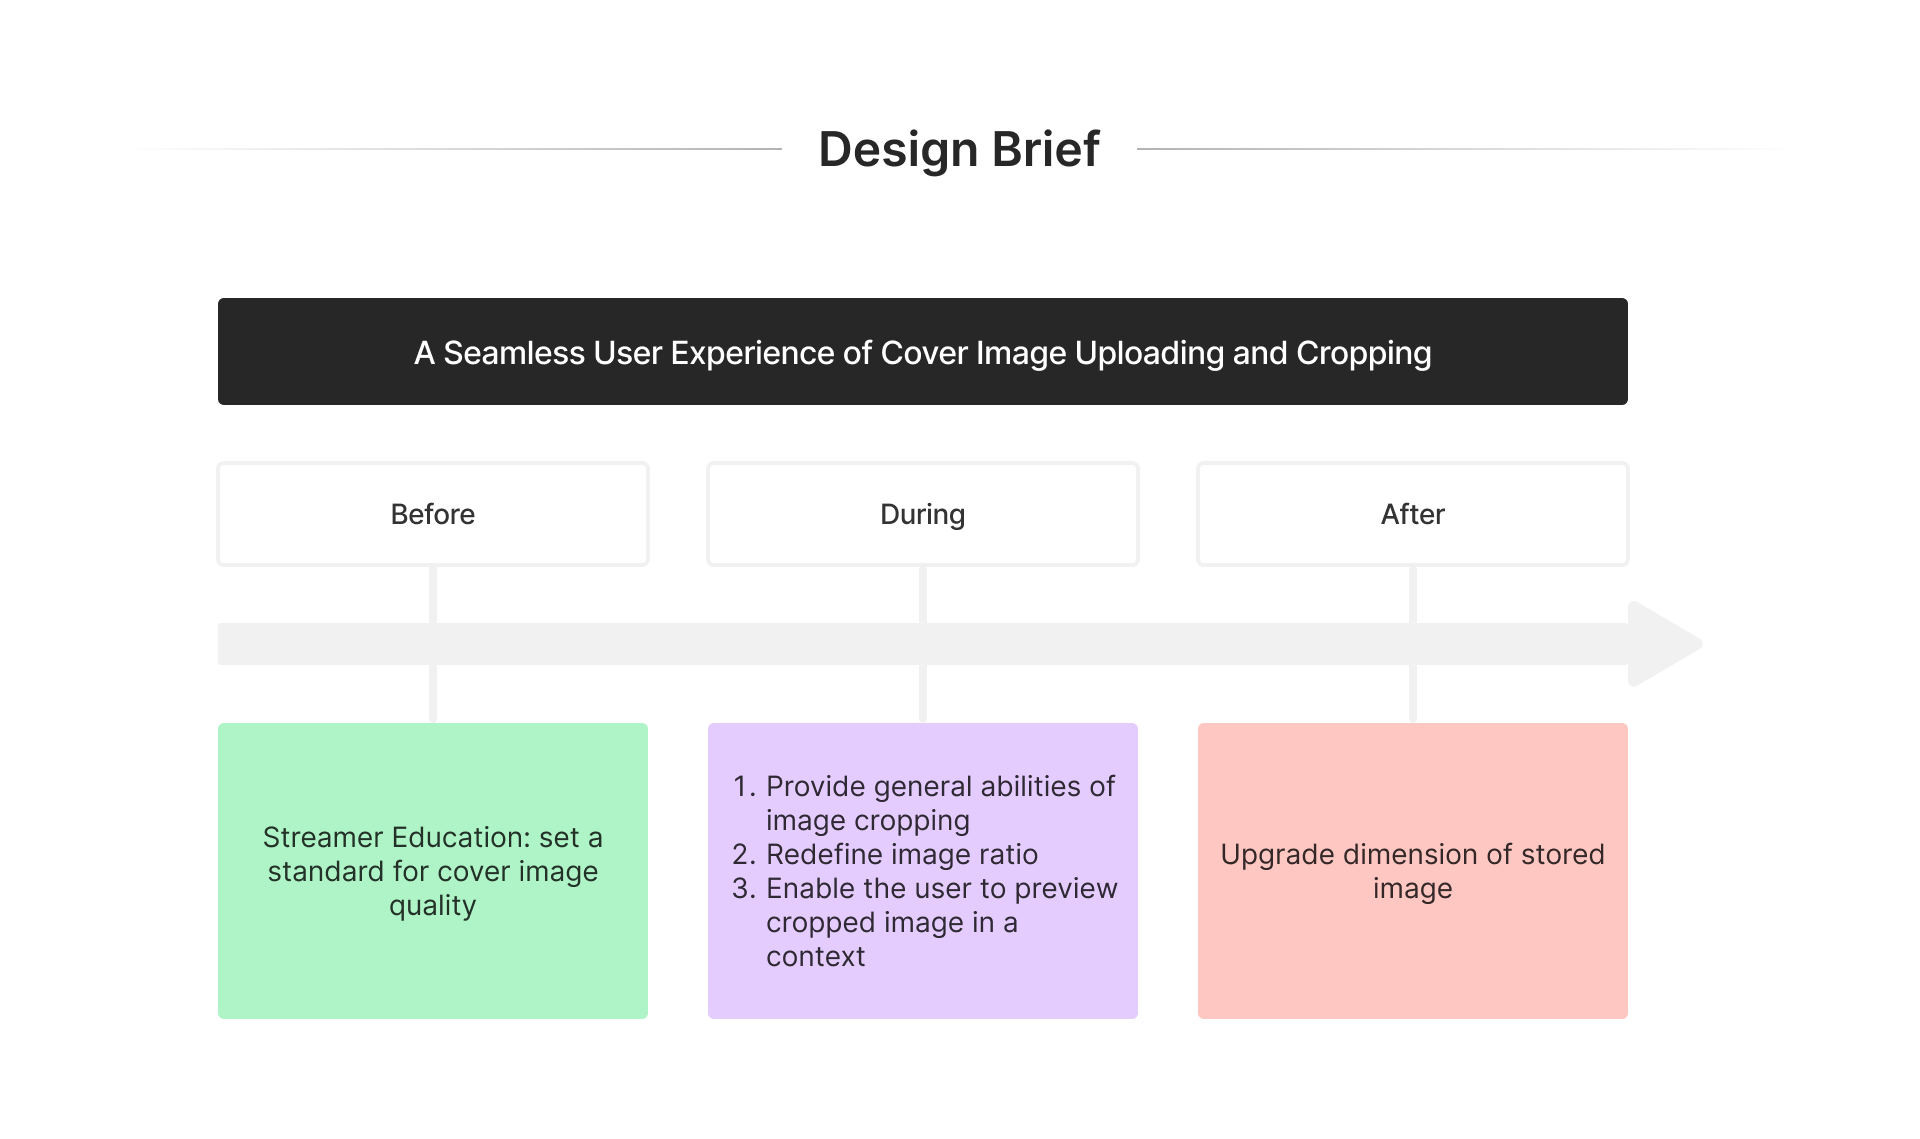 Design Brief
A Seamless User Experience of Cover Image Uploading and Cropping
Before
During
After
Streamer Education: set a
standard for cover image
quality
1. Provide general abilities of
image cropping
2. Redefine image ratio
3. Enable the user to preview
cropped image in a
context
Upgrade dimension of stored
image